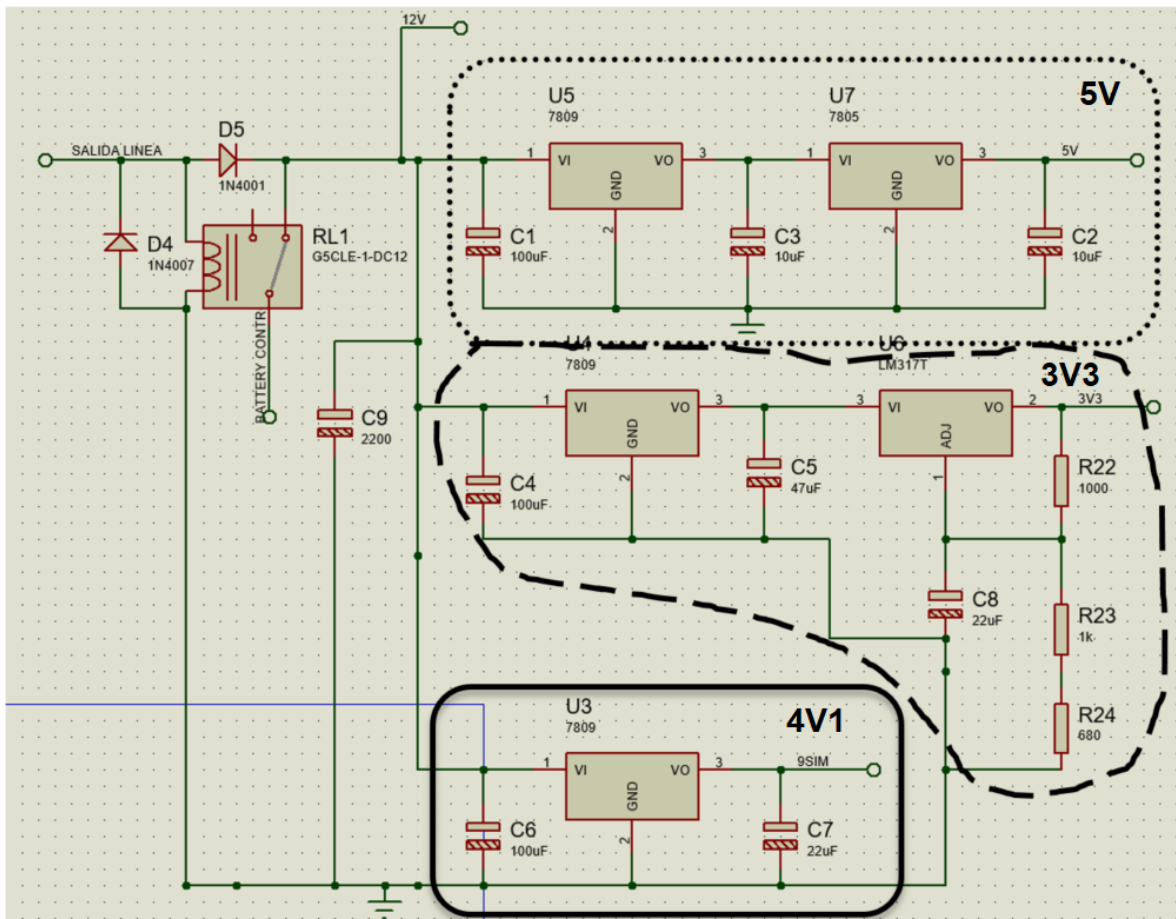 12V
5V
U5
7809
U7
7805
D5
SALIDA LINEA
1N4001
1
VI
VO
3
GND
2
1
VI
VO
3
GND
2
5V
D4
1N4007
RL1
G5CLE-1-DC12
C1
100uF
C3
10uF
C2
10uF
BATTERY CONTR
U4
7809
U6
LM317T
3V3
1
VI
VO
3
GND
2
3
VI
VO
2
ADJ
1
3V3
C9
2200
C4
100uF
C5
47uF
R22
1000
C8
22uF
R23
1k
R24
680
U3
7809
4V1
1
VI
VO
3
GND
2
9SIM
C6
100uF
C7
22uF